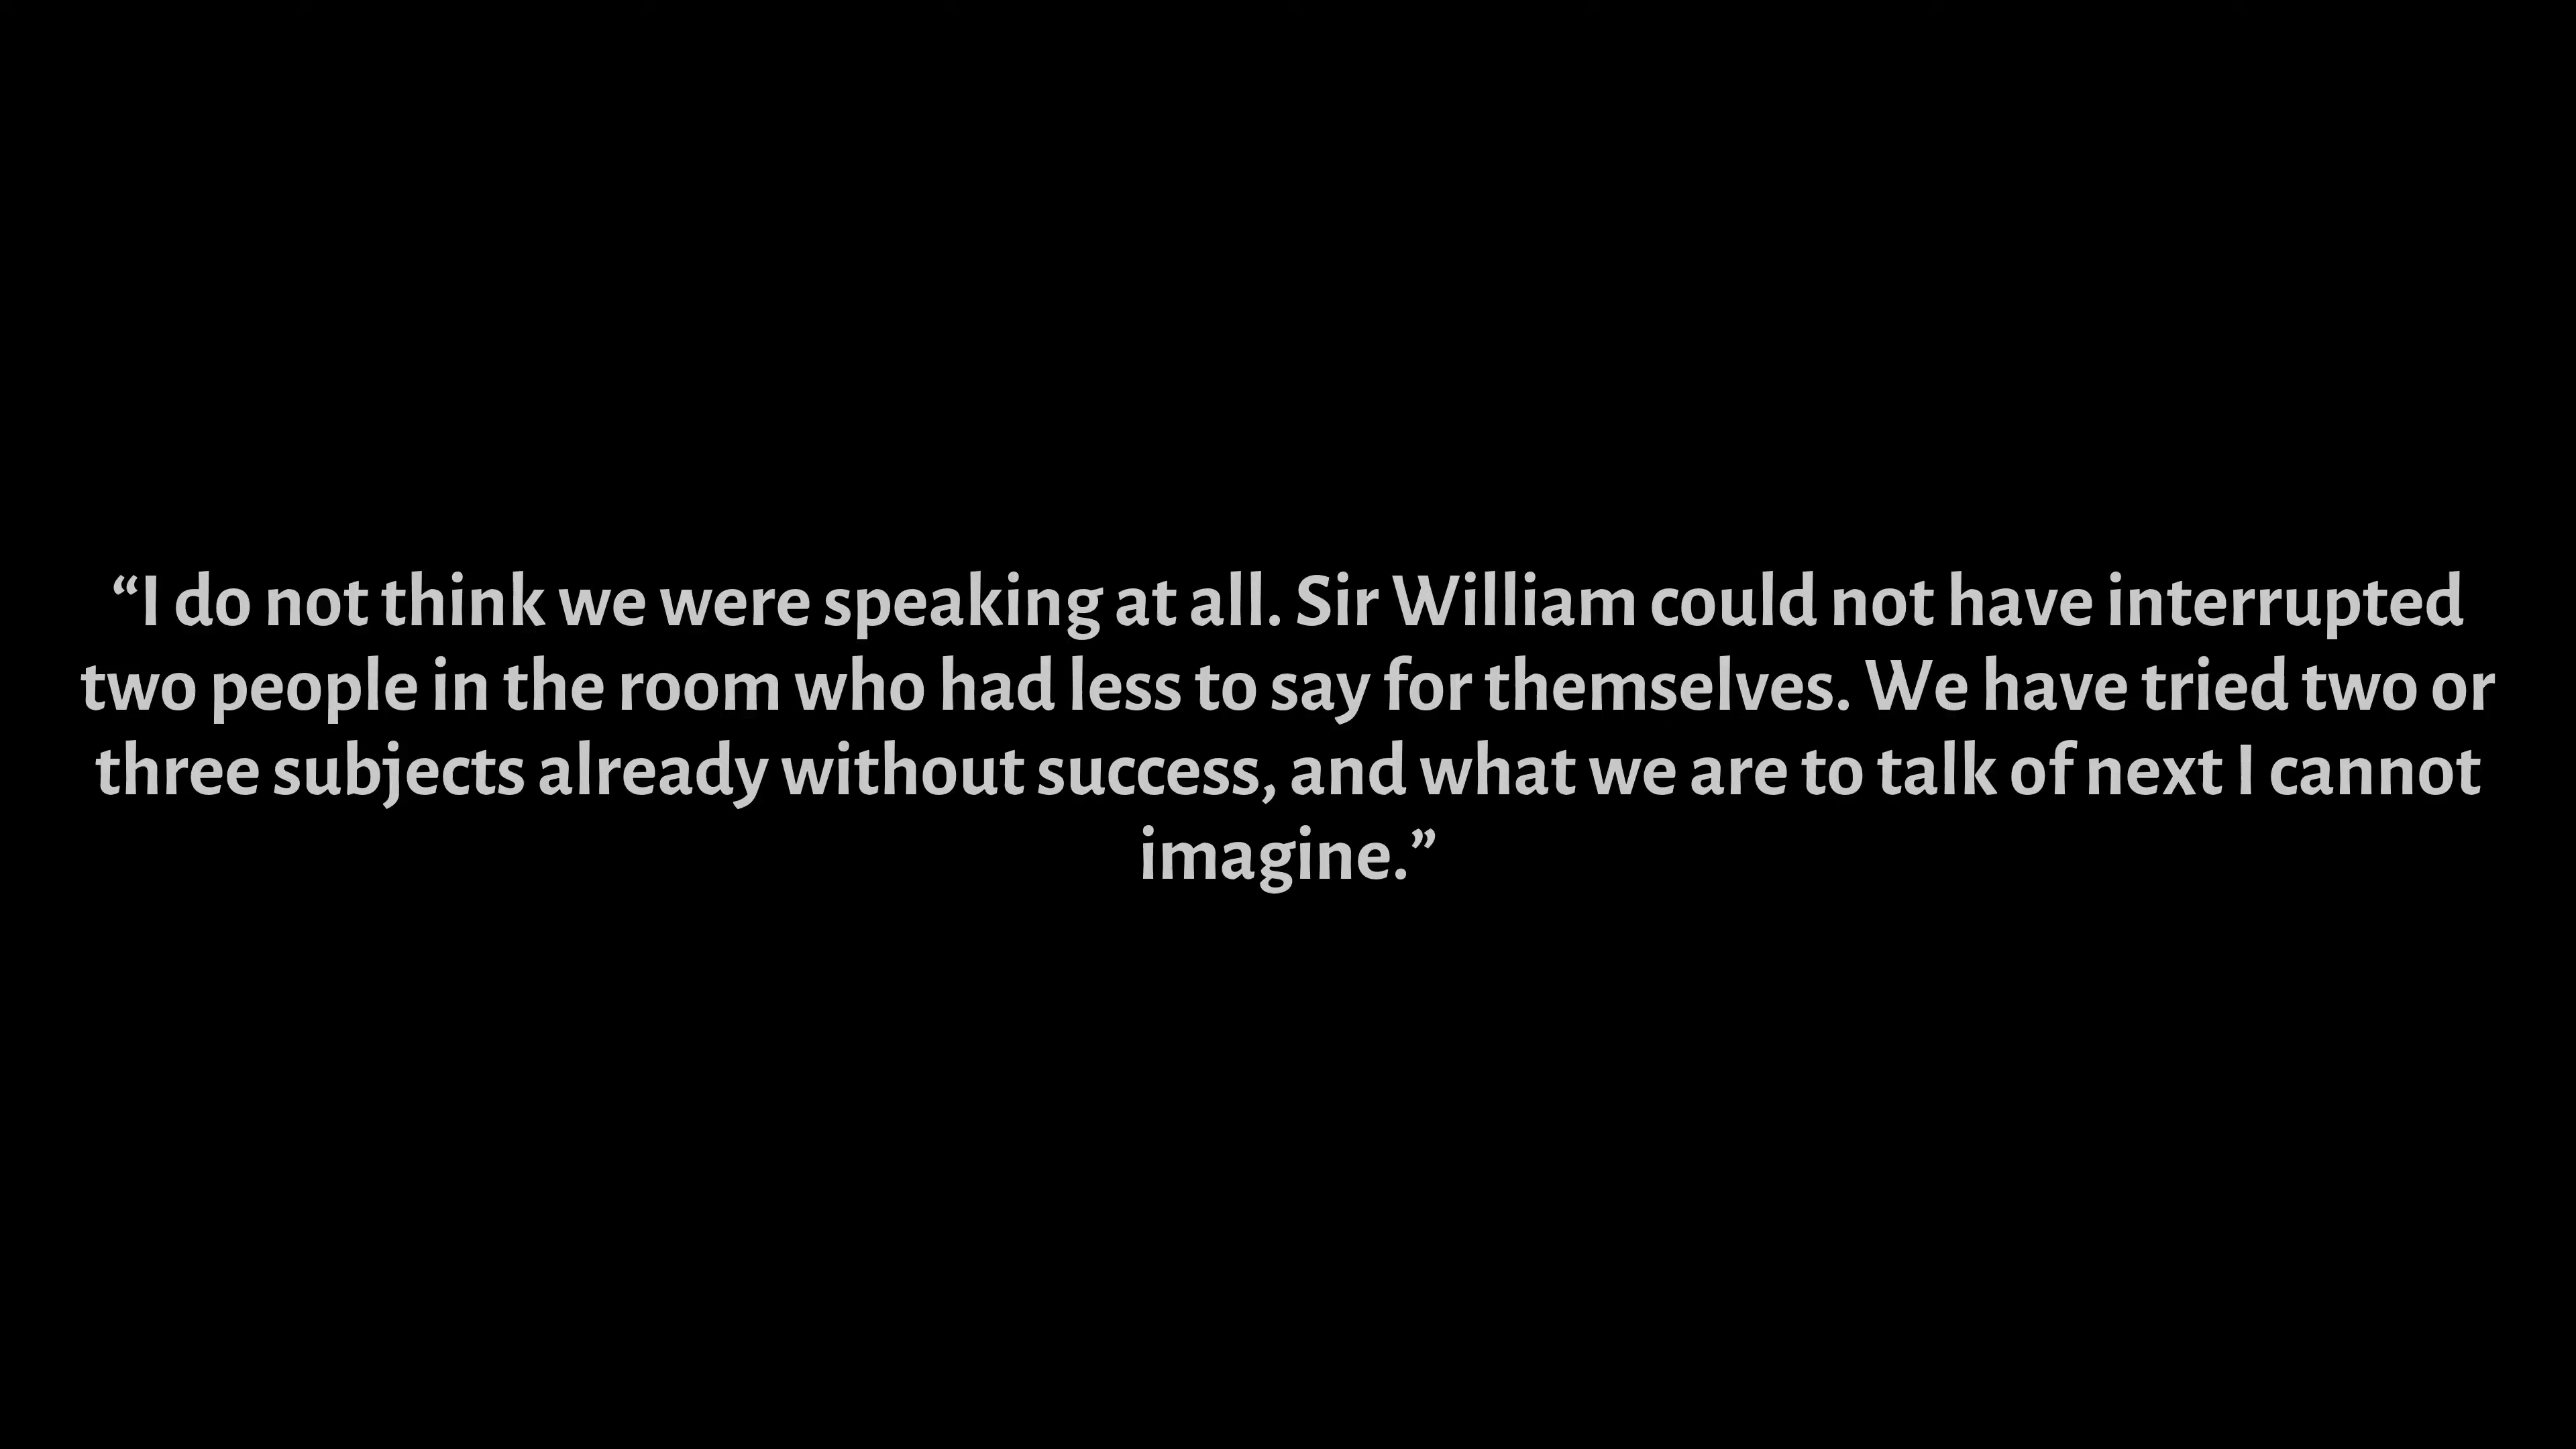 “I do not think we were speaking at all. Sir William could not have interrupted
two people in the room who had less to say for themselves. We have tried two or
three subjects already without success, and what we are to talk of next I cannot
imagine.”